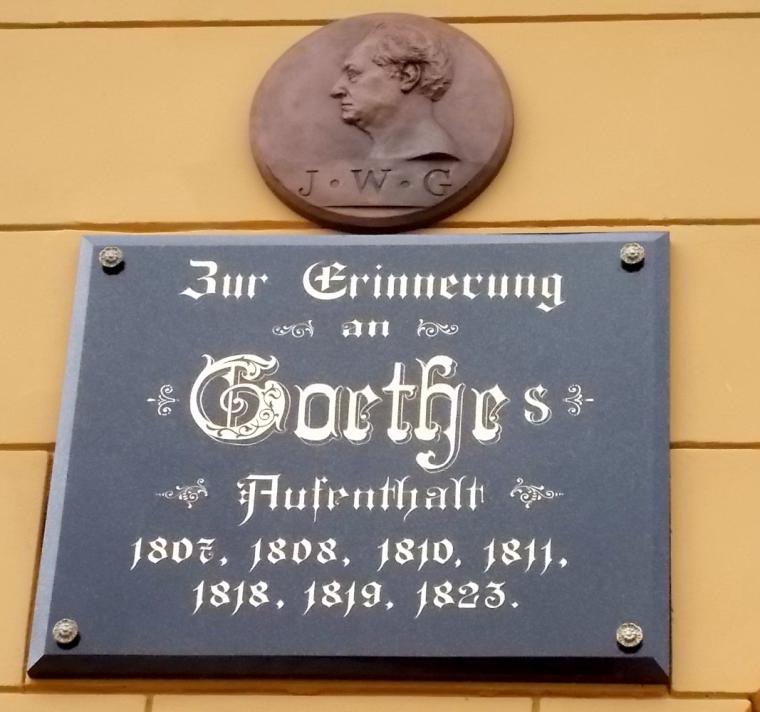 J·W·G
Zur Erinnerung
an
Goethes
Aufenthalt
1807, 1808, 1810, 1811,
1818, 1819, 1823.